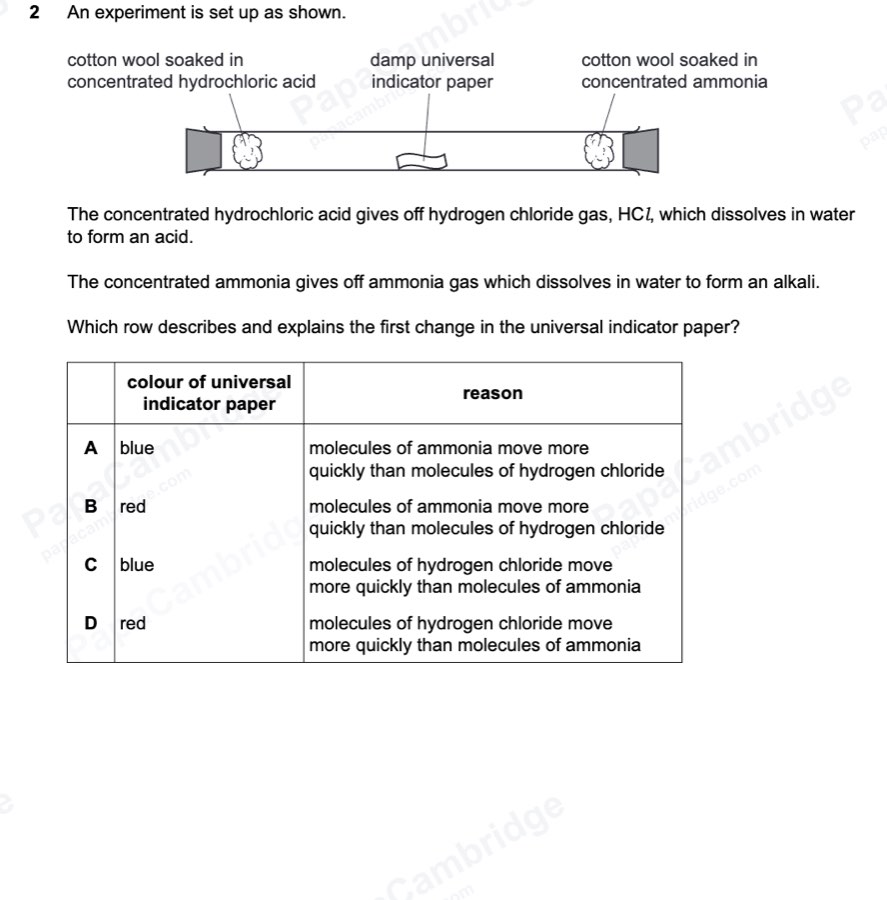 2 An experiment is set up as shown.
cotton wool soaked in
concentrated hydrochloric acid
damp universal
indicator paper
cotton wool soaked in
concentrated ammonia
The concentrated hydrochloric acid gives off hydrogen chloride gas, HCl, which dissolves in water
to form an acid.
The concentrated ammonia gives off ammonia gas which dissolves in water to form an alkali.
Which row describes and explains the first change in the universal indicator paper?
colour of universal
indicator paper
reason
A blue molecules of ammonia move more
quickly than molecules of hydrogen chloride
B red molecules of ammonia move more
quickly than molecules of hydrogen chloride
C blue molecules of hydrogen chloride move
more quickly than molecules of ammonia
D red molecules of hydrogen chloride move
more quickly than molecules of ammonia
PapaCambridge